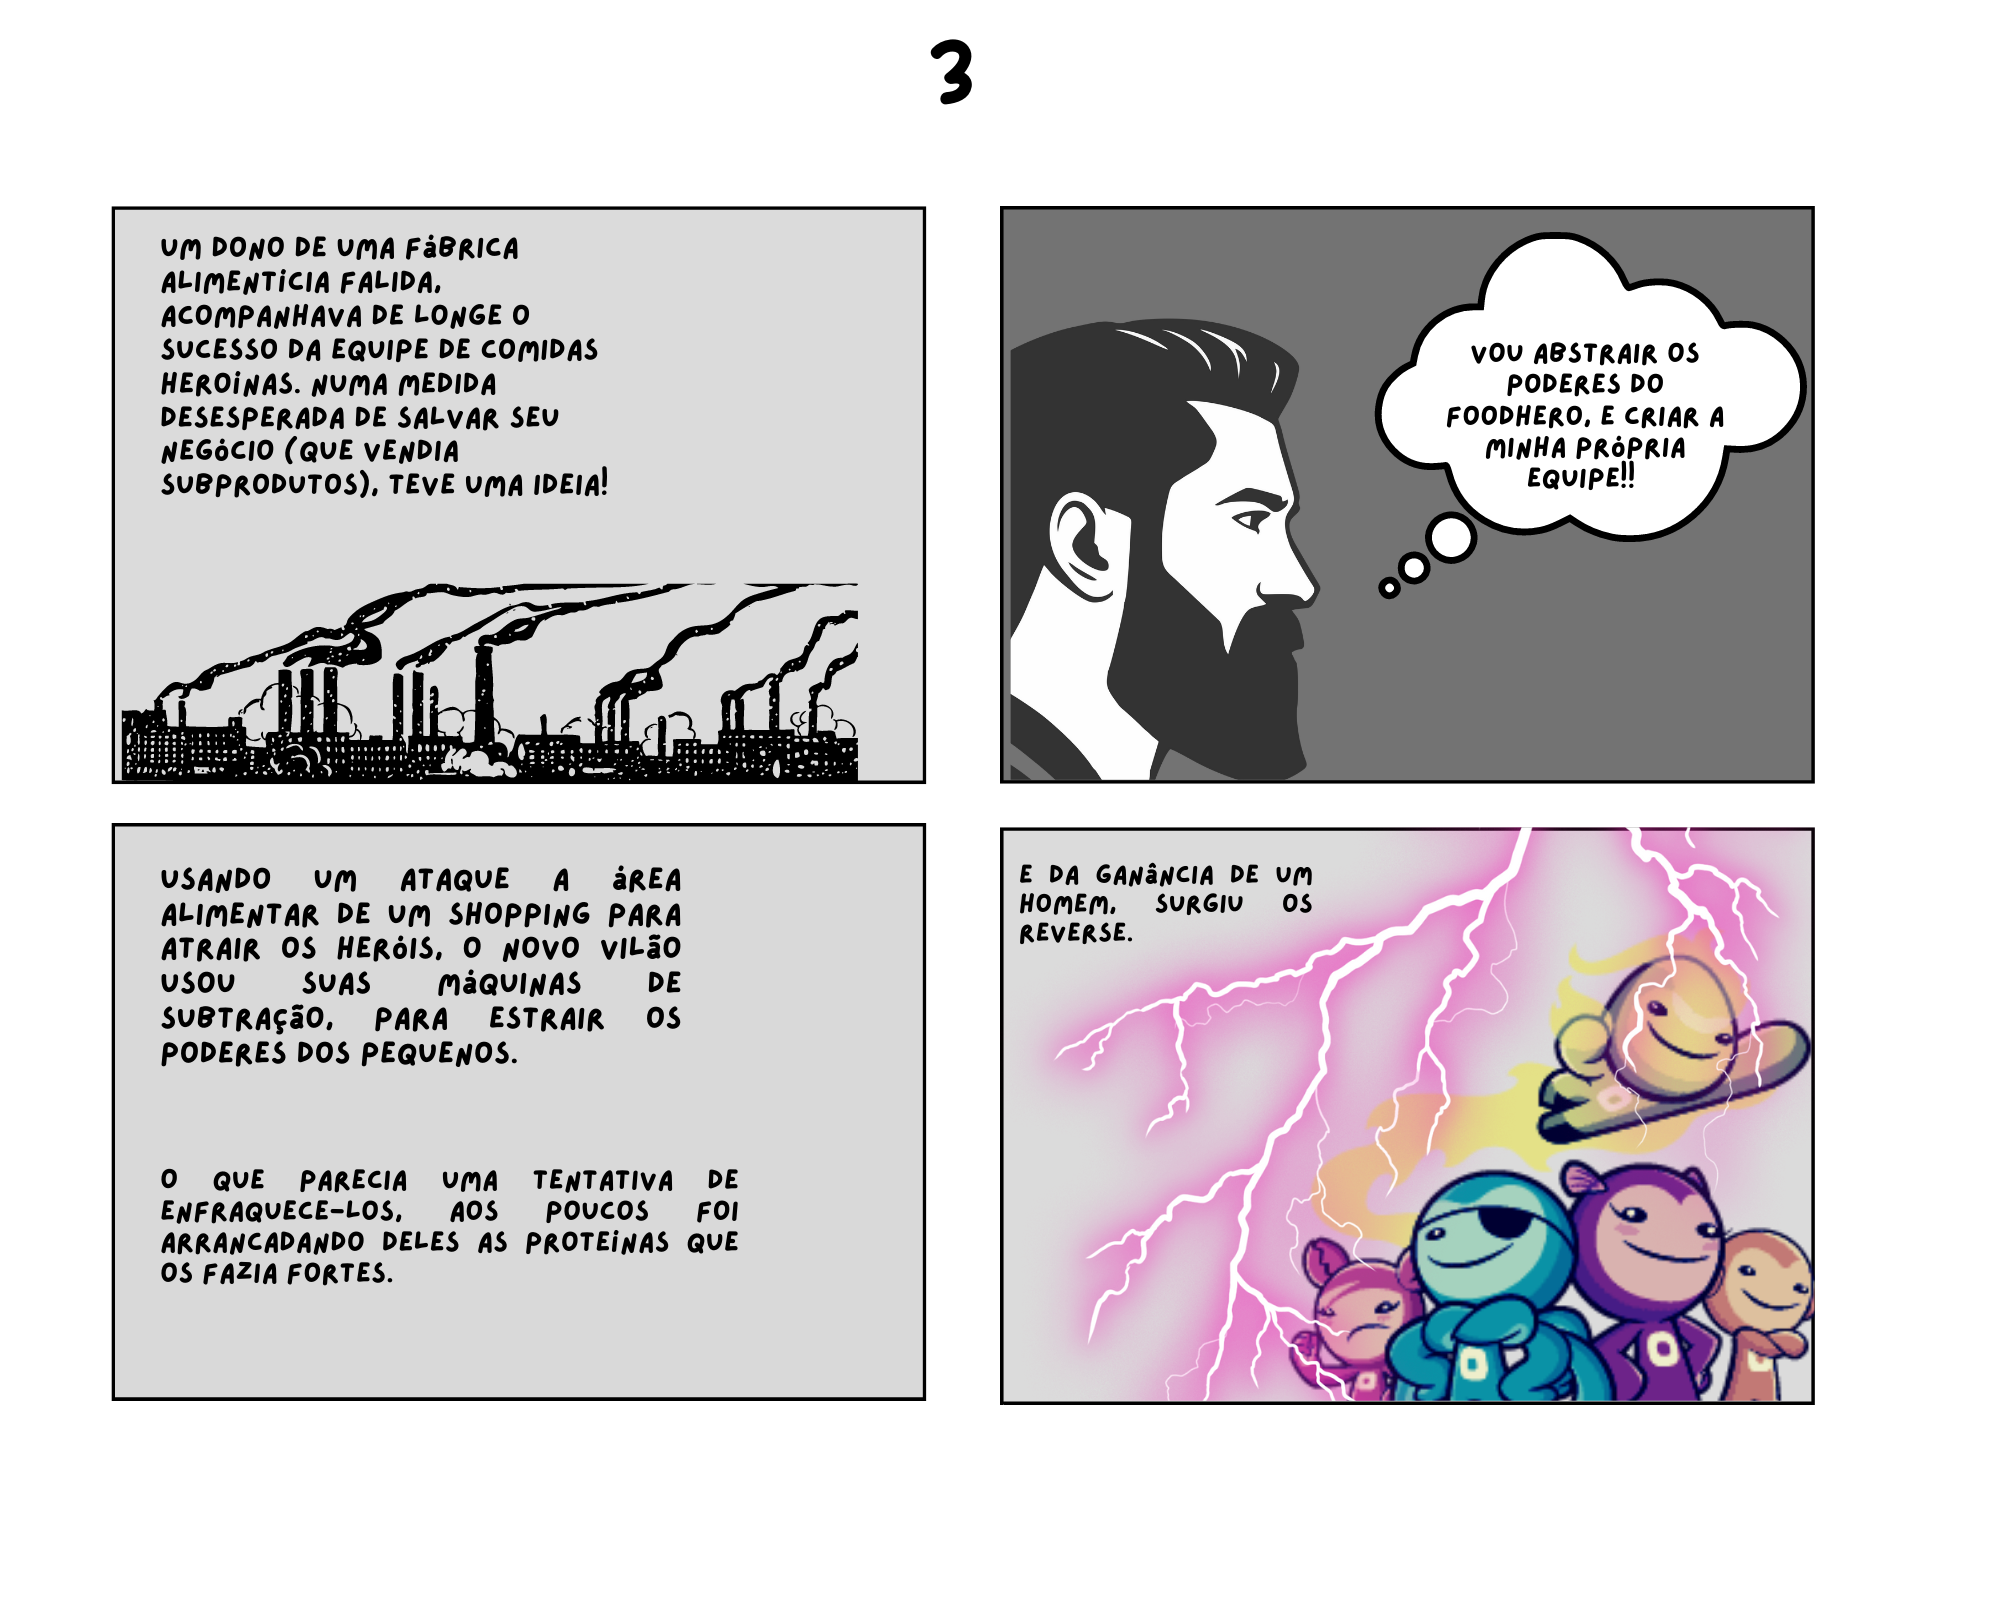 3
UM DONO DE UMA FÁBRICA
ALIMENTÍCIA FALIDA,
ACOMPANHAVA DE LONGE O
SUCESSO DA EQUIPE DE COMIDAS
HEROÍNAS. NUMA MEDIDA
DESESPERADA DE SALVAR SEU
NEGÓCIO (QUE VENDIA
SUBPRODUTOS), TEVE UMA IDEIA!
VOU ABSTRAIR OS
PODERES DO
FOODHERO, E CRIAR A
MINHA PRÓPRIA
EQUIPE!!
USANDO UM ATAQUE A ÁREA
ALIMENTAR DE UM SHOPPING PARA
ATRAIR OS HERÓIS, O NOVO VILÃO
USOU SUAS MÁQUINAS DE
SUBTRAÇÃO, PARA ESTRAIR OS
PODERES DOS PEQUENOS.
O QUE PARECIA UMA TENTATIVA DE
ENFRAQUECE-LOS, AOS POUCOS FOI
ARRANCADANDO DELES AS PROTEÍNAS QUE
OS FAZIA FORTES.
E DA GANÂNCIA DE UM
HOMEM, SURGIU OS
REVERSE.